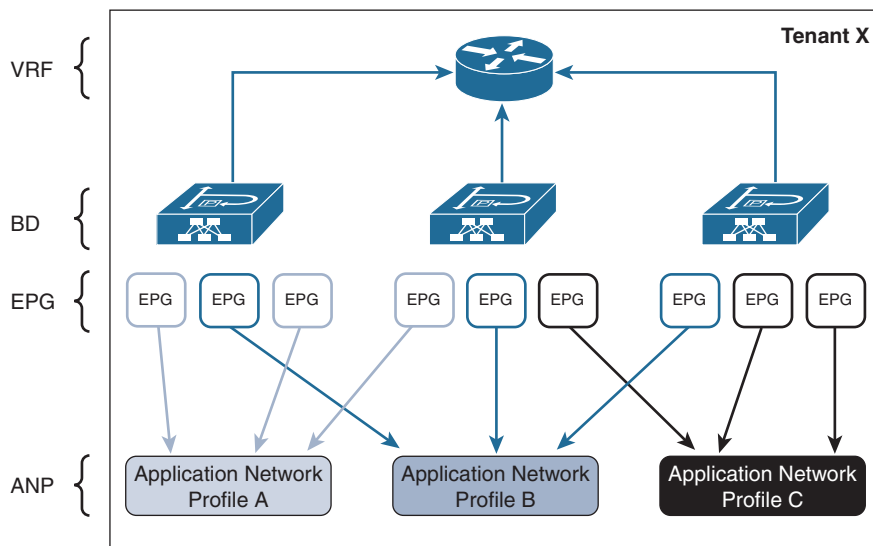 Tenant X
VRF
BD
EPG
EPG EPG EPG EPG EPG EPG EPG EPG EPG
ANP
Application Network
Profile A
Application Network
Profile B
Application Network
Profile C